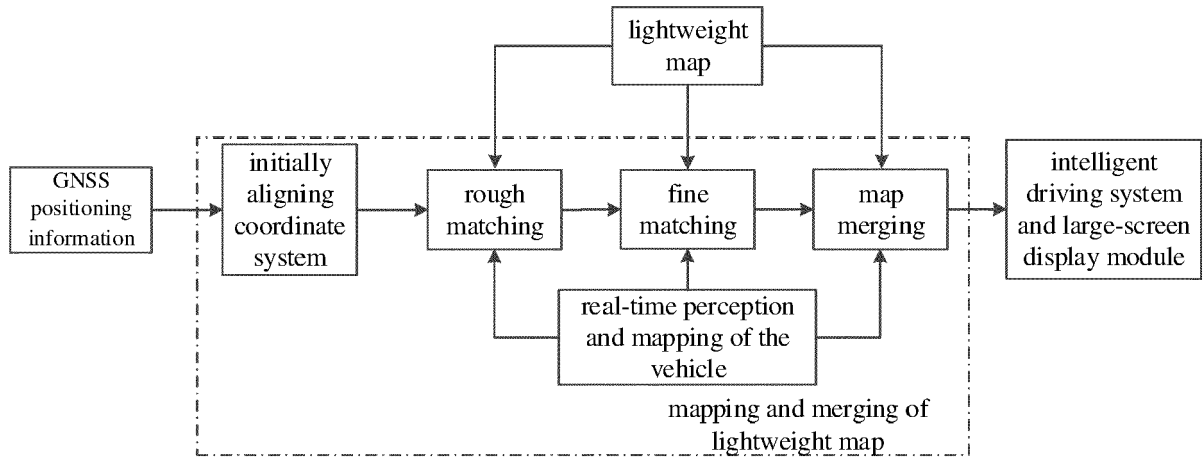 lightweight
map
GNSS
positioning
information
initially
aligning
coordinate
system
rough
matching
fine
matching
map
merging
intelligent
driving system
and large-screen
display module
real-time perception
and mapping of the
vehicle
mapping and merging of
lightweight map